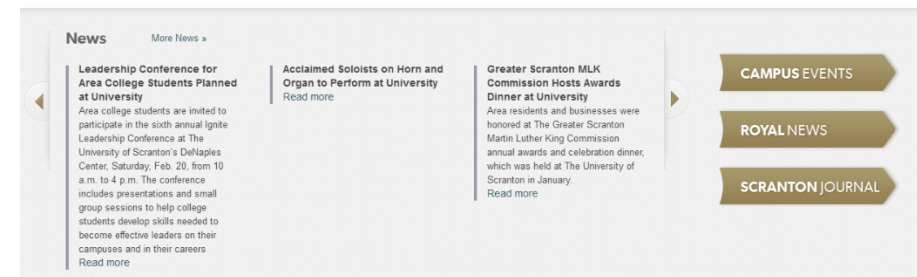 News
More News »
Leadership Conference for
Area College Students Planned
at University
Area college students are invited to
participate in the sixth annual Ignite
Leadership Conference at The
University of Scranton's DeNaples
Center, Saturday, Feb. 20, from 10
a.m. to 4 p.m. The conference
includes presentations and small
group sessions to help college
students develop skills needed to
become effective leaders on their
campuses and in their careers
Read more
Acclaimed Soloists on Horn and
Organ to Perform at University
Read more
Greater Scranton MLK
Commission Hosts Awards
Dinner at University
Area residents and businesses were
honored at The Greater Scranton
Martin Luther King Commission
annual awards and celebration dinner,
which was held at The University of
Scranton in January.
Read more
CAMPUS EVENTS
ROYAL NEWS
SCRANTON JOURNAL